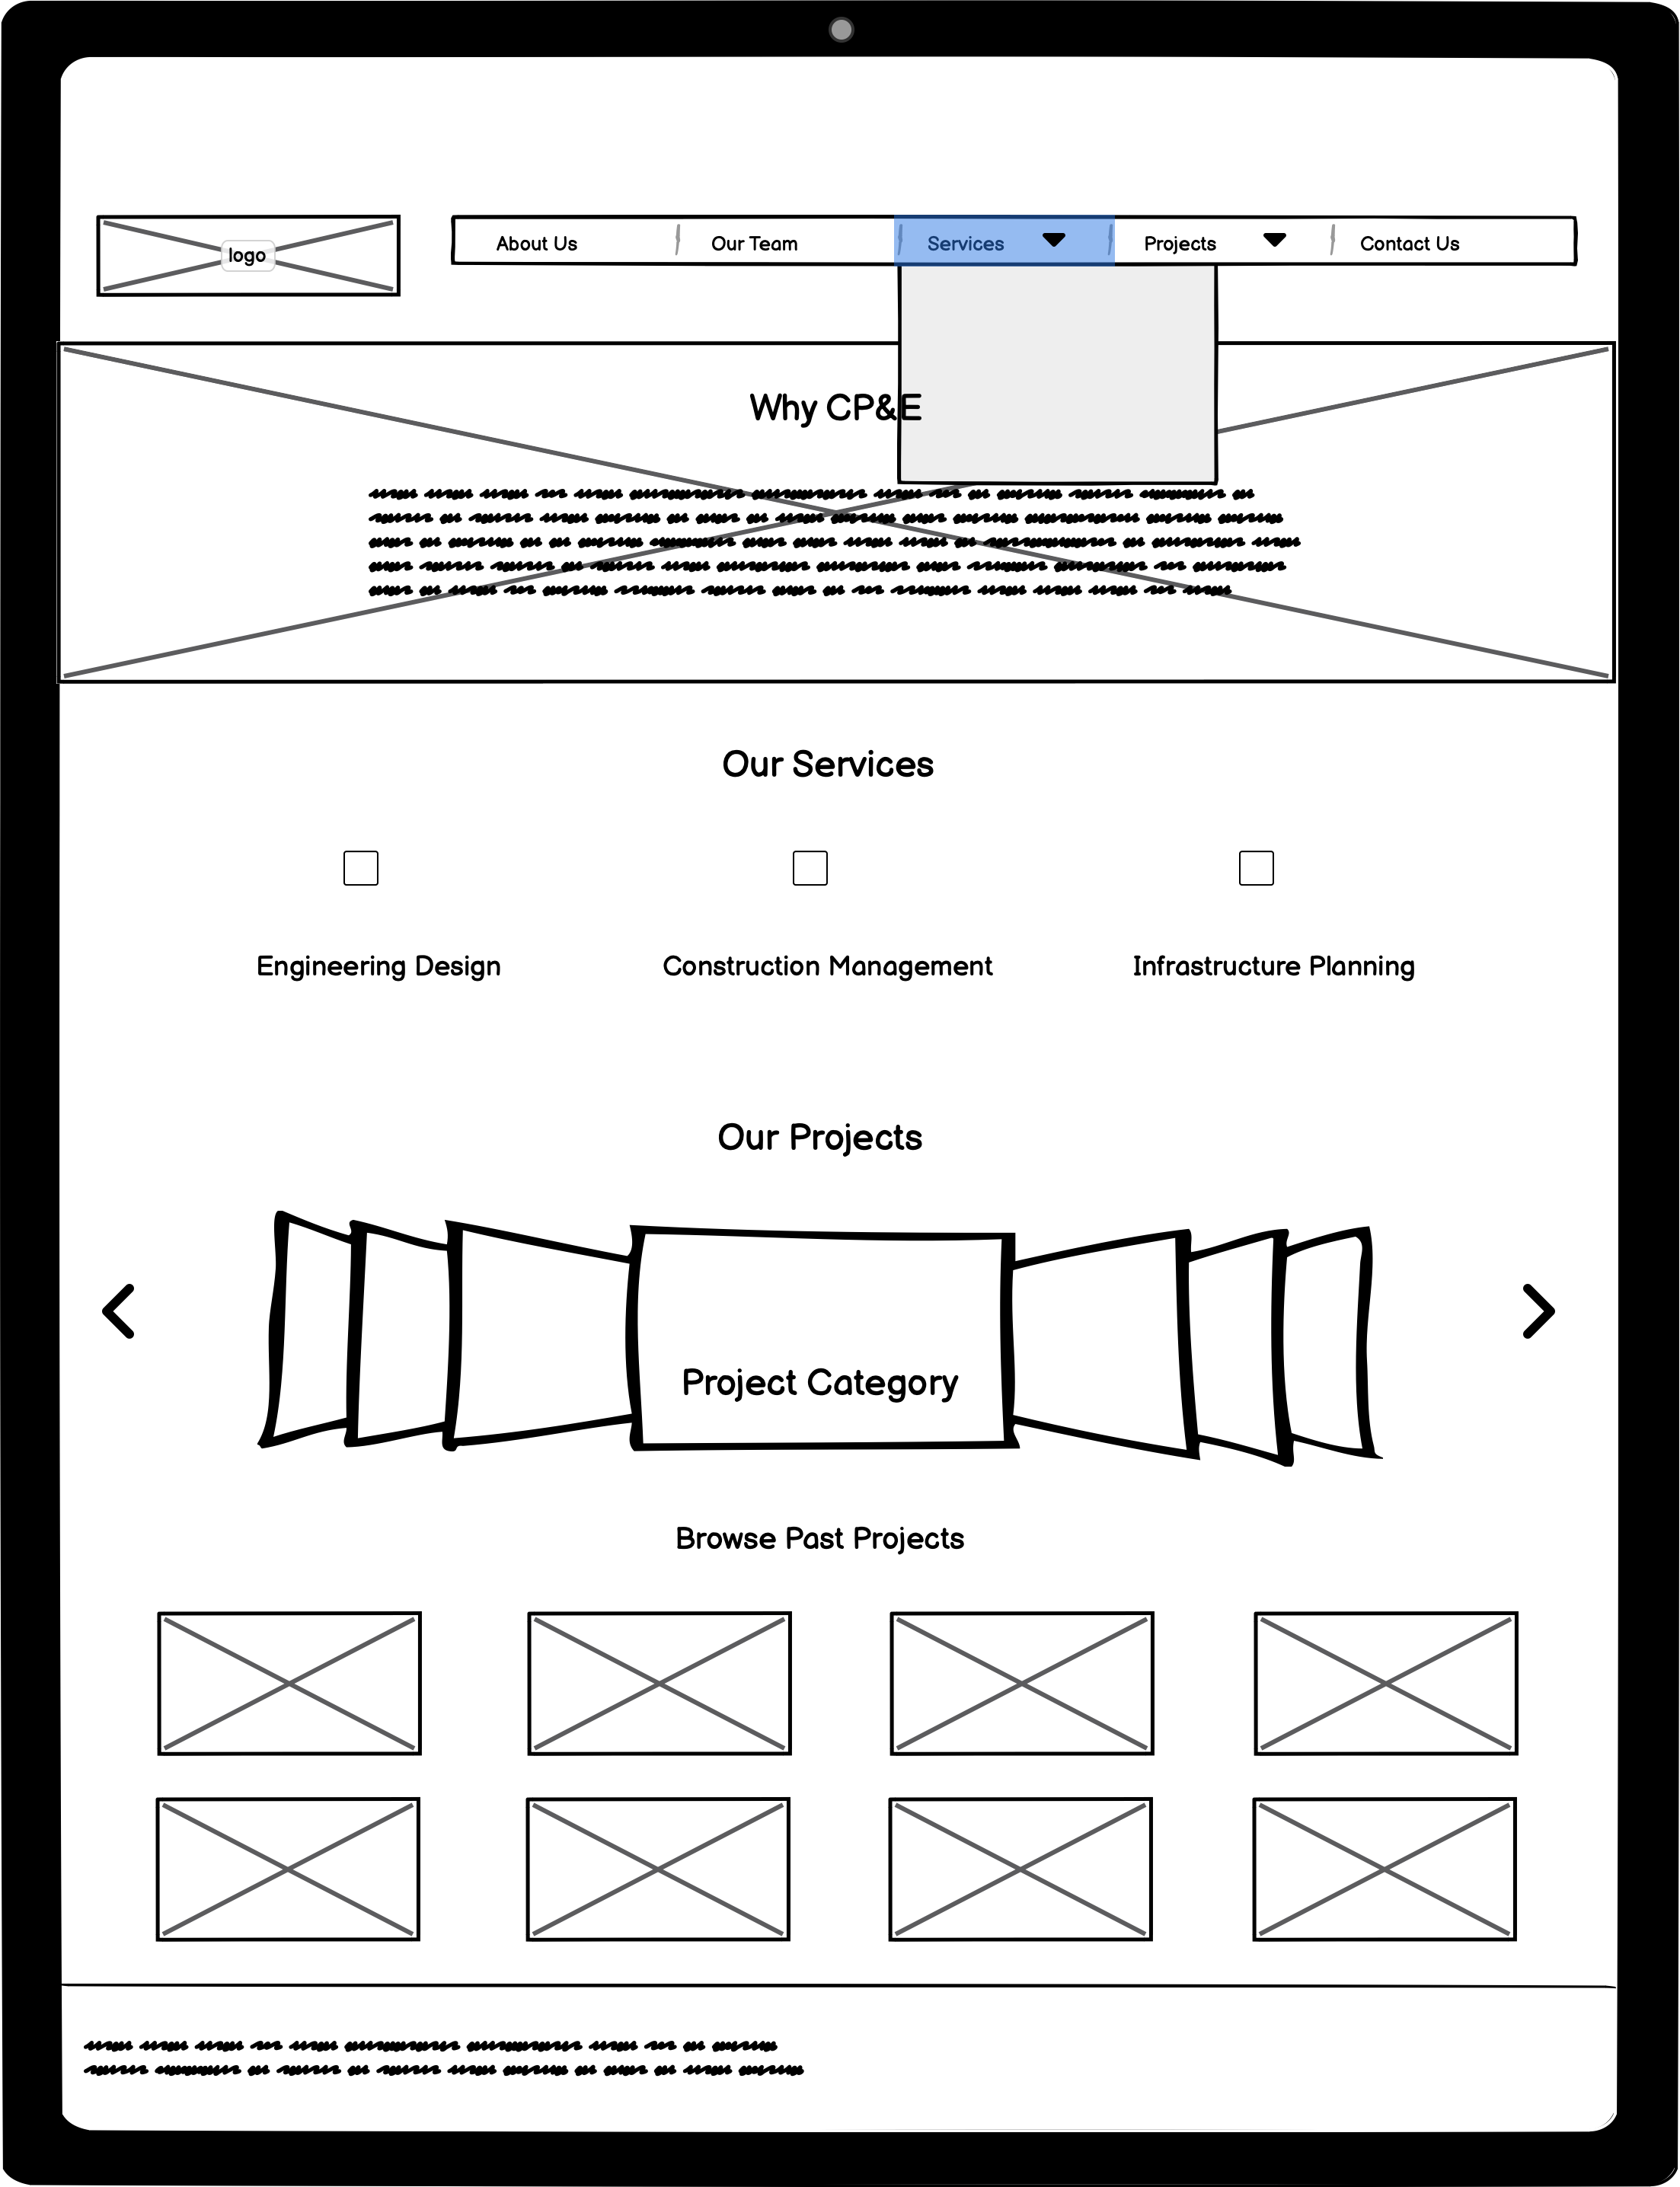 logo
About Us
Our Team
Services
Projects
Contact Us
Why CP&E
Our Services
Engineering Design
Construction Management
Infrastructure Planning
Our Projects
Project Category
Browse Past Projects